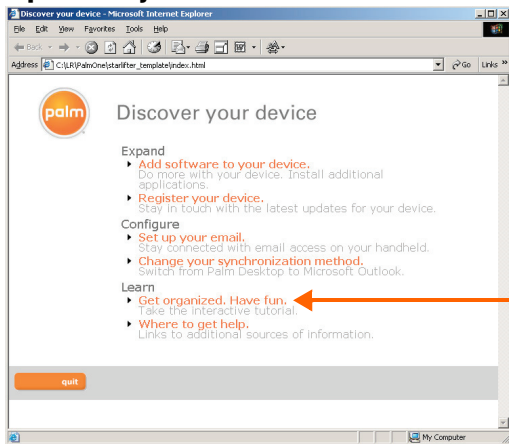 Discover your device - Microsoft Internet Explorer
File Edit View Favorites Tools Help
Back
Address C:\LR\PalmOne\starlifter_template\index.html Go Links »
palm
Discover your device
Expand
Add software to your device.
Do more with your device. Install additional
applications.
Register your device.
Stay in touch with the latest updates for your device.
Configure
Set up your email.
Stay connected with email access on your handheld.
Change your synchronization method.
Switch from Palm Desktop to Microsoft Outlook.
Learn
Get organized. Have fun.
Take the interactive tutorial.
Where to get help.
Links to additional sources of information.
quit
My Computer